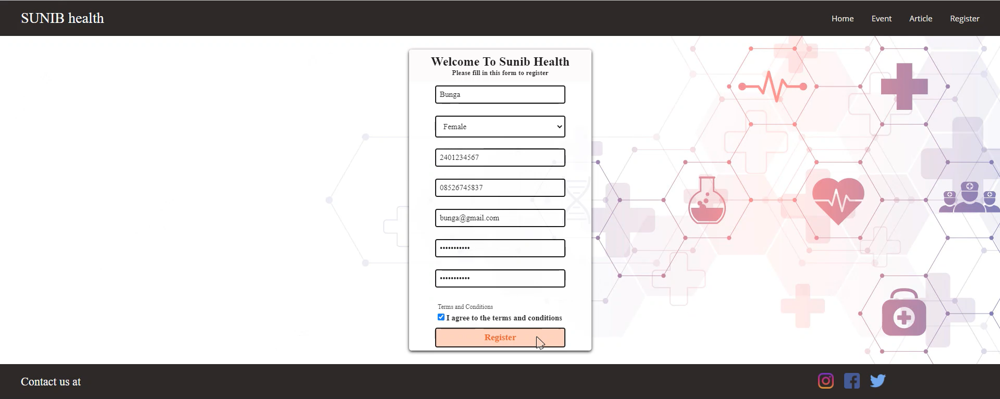 SUNIB health
Home Event Article Register
Welcome To Sunib Health
Please fill in this form to register
Bunga
Female
2401234567
08526745837
bunga@gmail.com
•••••••••••
•••••••••••
Terms and Conditions
I agree to the terms and conditions
Register
Contact us at